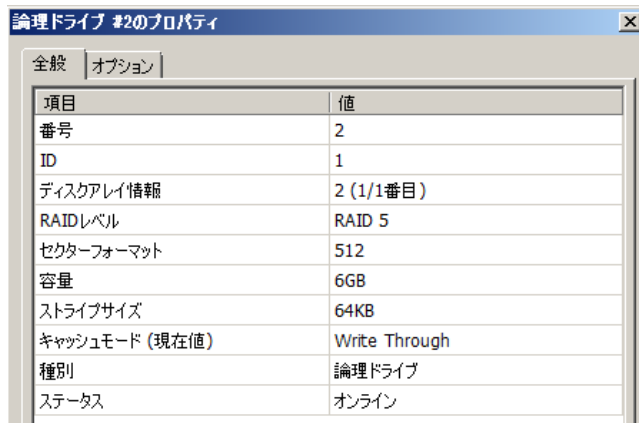 論理ドライブ #2のプロパティ
全般 オプション
項目 値
番号 2
ID 1
ディスクアレイ情報 2 (1/1番目)
RAIDレベル RAID 5
セクターフォーマット 512
容量 6GB
ストライプサイズ 64KB
キャッシュモード (現在値) Write Through
種別 論理ドライブ
ステータス オンライン